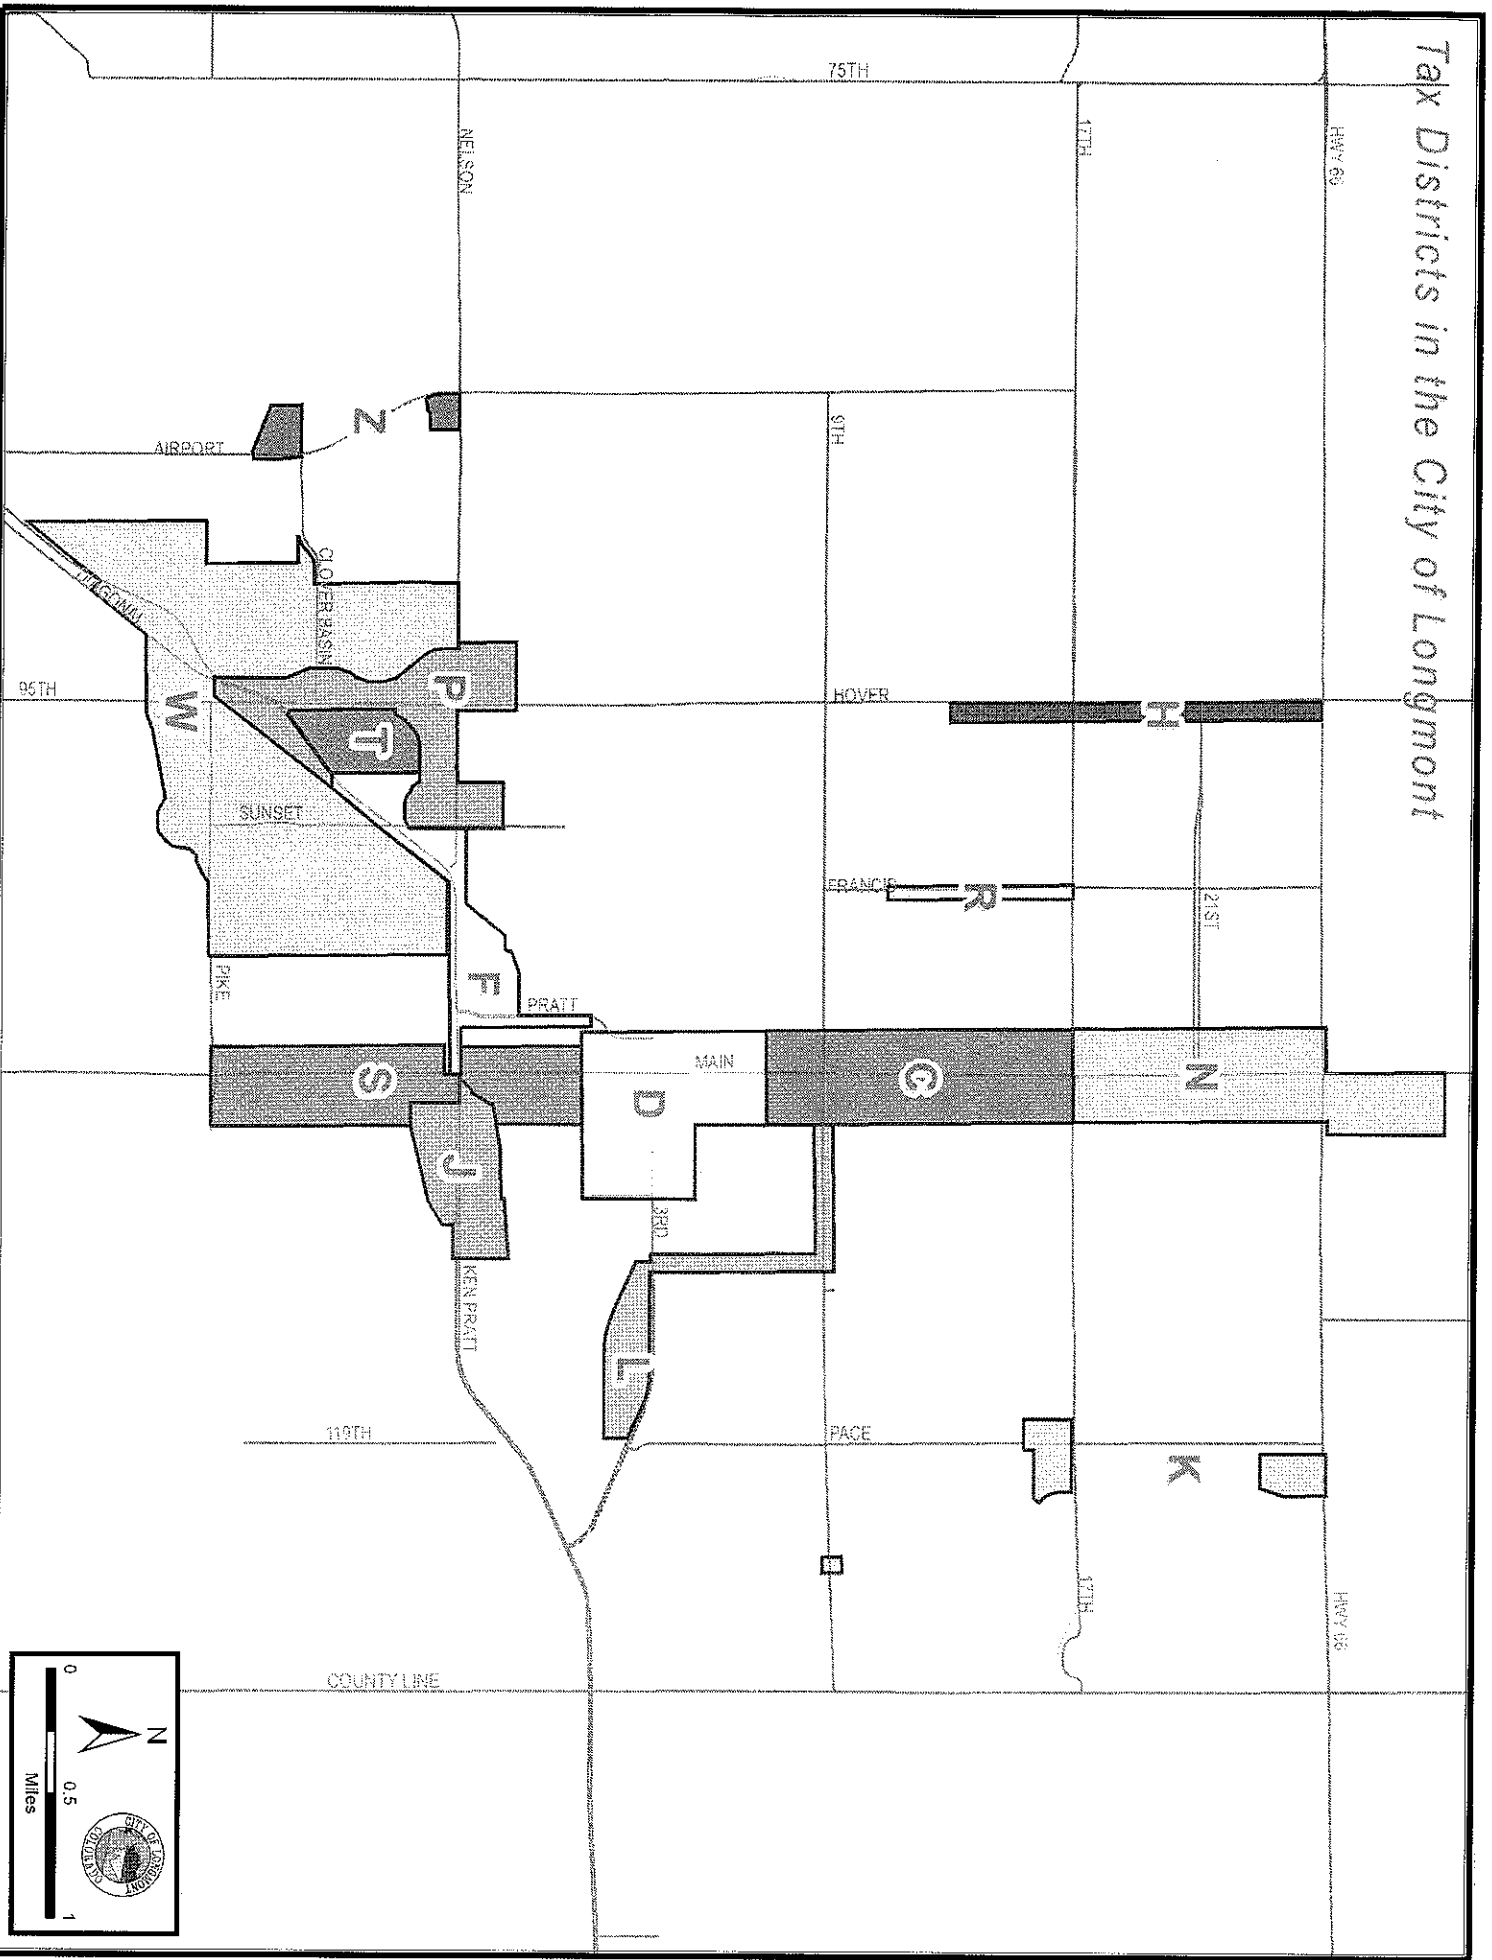 Tax Districts in the City of Longmont
75TH
HWY 66
17TH
NELSON
9TH
Z
AIRPORT
CLOVER BASIN
DIAGONAL
95TH
W
P
T
HOVER
H
SUNSET
FRANCIS
R
21ST
PIKE
F
PRATT
MAIN
S
D
C
N
J
3RD
KEN PRATT
L
119TH
PACE
K
17TH
HWY 66
COUNTY LINE
N
0 0.5 1
Miles
CITY OF LONGMONT
COLORADO